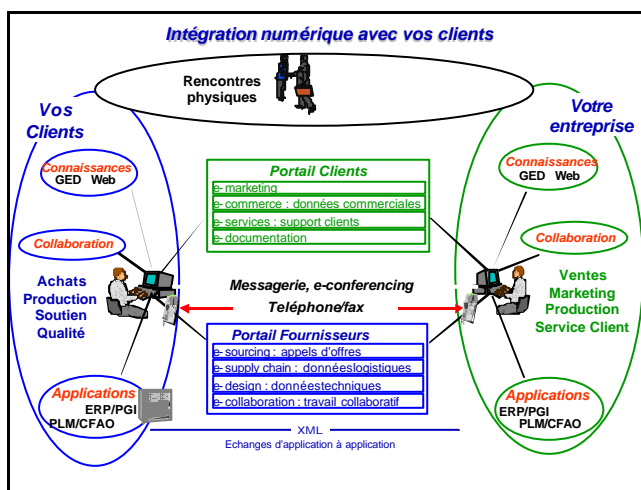 Intégration numérique avec vos clients
Rencontres
physiques
Vos
Clients
Votre
entreprise
Connaissances
GED Web
Collaboration
Achats
Production
Soutien
Qualité
Applications
ERP/PGI
PLM/CFAO
Portail Clients
e-marketing
e-commerce : données commerciales
e-services : support clients
e-documentation
Messagerie, e-conferencing
Teléphone/fax
Portail Fournisseurs
e-sourcing : appels d'offres
e-supply chain : donnéeslogistiques
e-design : donnéestechniques
e-collaboration : travail collaboratif
XML
Echanges d'application à application
Connaissances
GED Web
Collaboration
Ventes
Marketing
Production
Service Client
Applications
ERP/PGI
PLM/CFAO